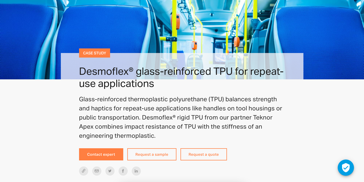 CASE STUDY
Desmoflex® glass-reinforced TPU for repeat-
use applications
Glass-reinforced thermoplastic polyurethane (TPU) balances strength
and haptics for repeat-use applications like handles on tool housings or
public transportation. Desmoflex® rigid TPU from our partner Teknor
Apex combines impact resistance of TPU with the stiffness of an
engineering thermoplastic.
Contact expert
Request a sample
Request a quote